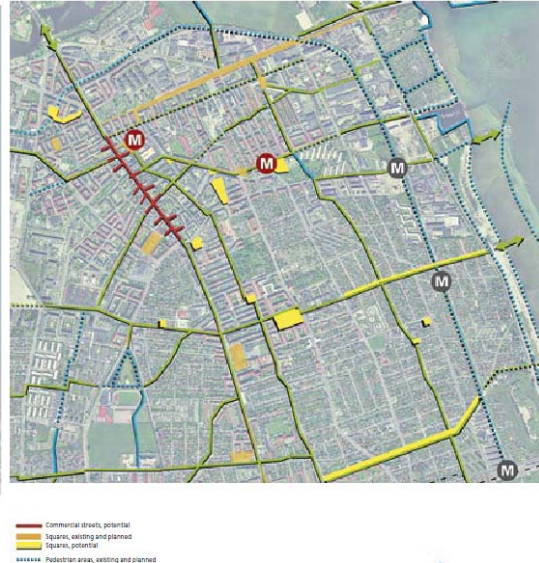 M
M
M
M
M
Commercial streets, potential
Squares, existing and planned
Squares, potential
Pedestrian areas, existing and planned